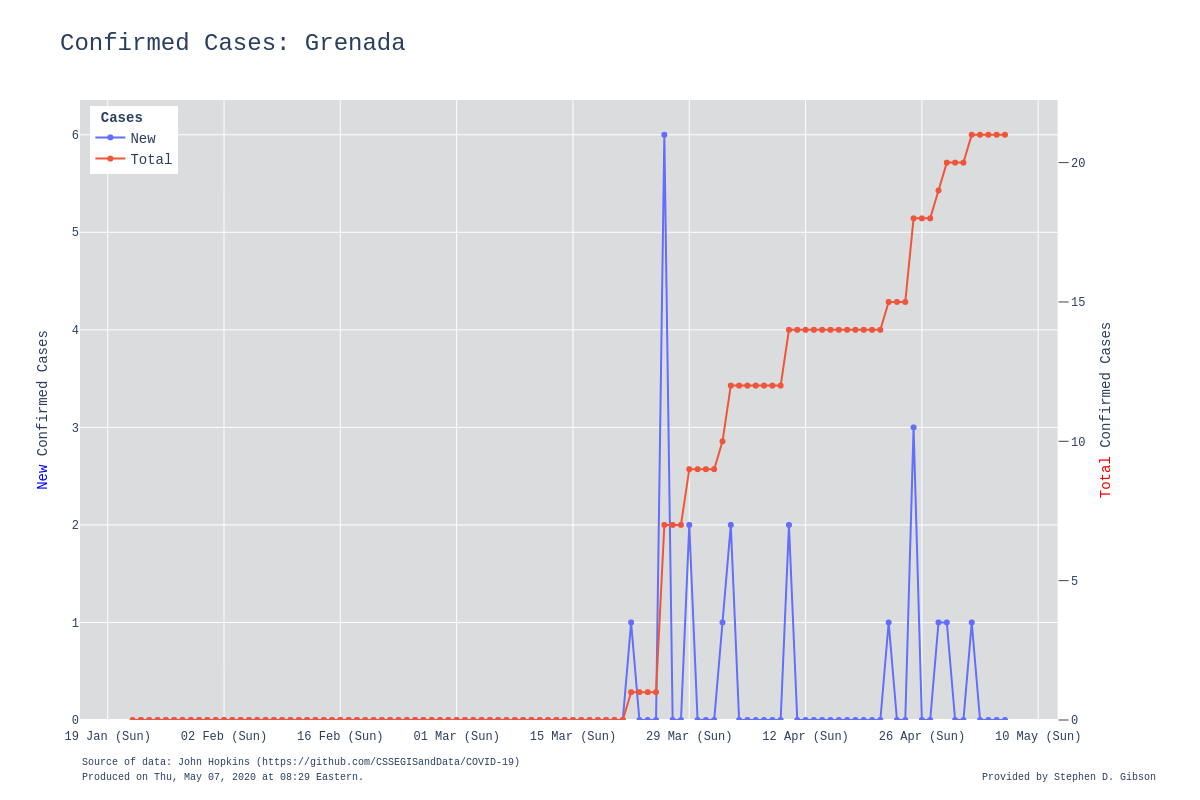 Confirmed Cases: Grenada
Cases
New
Total
6
5
4
3
2
1
0
New Confirmed Cases
20
15
10
5
0
Total Confirmed Cases
19 Jan (Sun) 02 Feb (Sun) 16 Feb (Sun) 01 Mar (Sun) 15 Mar (Sun) 29 Mar (Sun) 12 Apr (Sun) 26 Apr (Sun) 10 May (Sun)
Source of data: John Hopkins (https://github.com/CSSEGISandData/COVID-19)
Produced on Thu, May 07, 2020 at 08:29 Eastern.
Provided by Stephen D. Gibson